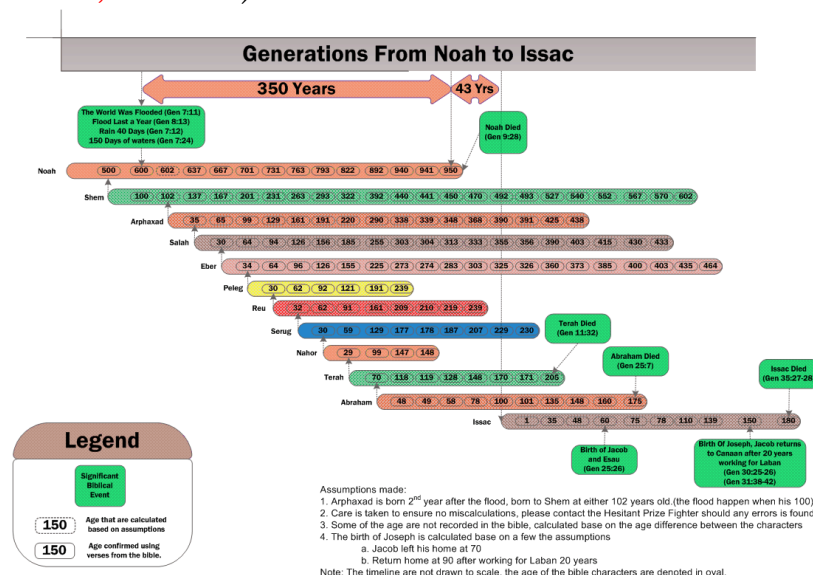 Generations From Noah to Issac
350 Years
43 Yrs
The World Was Flooded (Gen 7:11)
Flood Last a Year (Gen 8:13)
Rain 40 Days (Gen 7:12)
150 Days of waters (Gen 7:24)
Noah Died
(Gen 9:28)
Noah 500 600 602 637 667 701 731 763 793 822 892 940 941 950
Shem 100 102 137 167 201 231 263 293 322 392 440 441 450 470 492 493 527 540 552 567 570 602
Arphaxad 35 65 99 129 161 191 220 290 338 339 348 368 390 391 425 438
Salah 30 64 94 126 156 185 255 303 304 313 333 355 356 390 403 415 430 433
Eber 34 64 96 126 155 225 273 274 283 303 325 326 360 373 385 400 435 464
Peleg 30 62 92 121 191 239
Reu 32 62 91 161 209 210 219 239
Serug 30 59 129 177 178 187 207 229 230
Nahor 29 99 147 148
Terah Died
(Gen 11:32)
Terah 70 118 119 128 148 170 171 205
Abraham Died
(Gen 25:7)
Abraham 48 49 58 78 100 101 135 148 160 175
Issac Died
(Gen 35:27-28
Issac 1 35 48 60 75 78 110 139 150 180
Birth of Jacob
and Esau
(Gen 25:26)
Birth Of Joseph, Jacob returns
to Canaan after 20 years
working for Laban
(Gen 30:25-26)
(Gen 31:38-42)
Legend
Significant
Biblical
Event
150 Age that are calculated
based on assumptions
150 Age confirmed using
verses from the bible.
Assumptions made:
1. Arphaxad is born 2nd year after the flood, born to Shem at either 102 years old.(the flood happen when his 100)
2. Care is taken to ensure no miscalculations, please contact the Hesitant Prize Fighter should any errors is found
3. Some of the age are not recorded in the bible, calculated base on the age difference between the characters
4. The birth of Joseph is calculated base on a few the assumptions
a. Jacob left his home at 70
b. Return home at 90 after working for Laban 20 years
Note: The timeline are not drawn to scale, the age of the bible characters are denoted in oval.